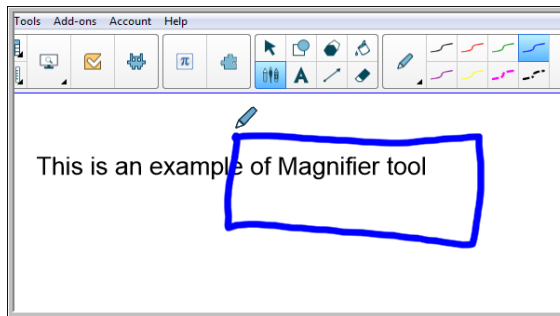 Tools Add-ons Account Help
π
A
This is an example of Magnifier tool